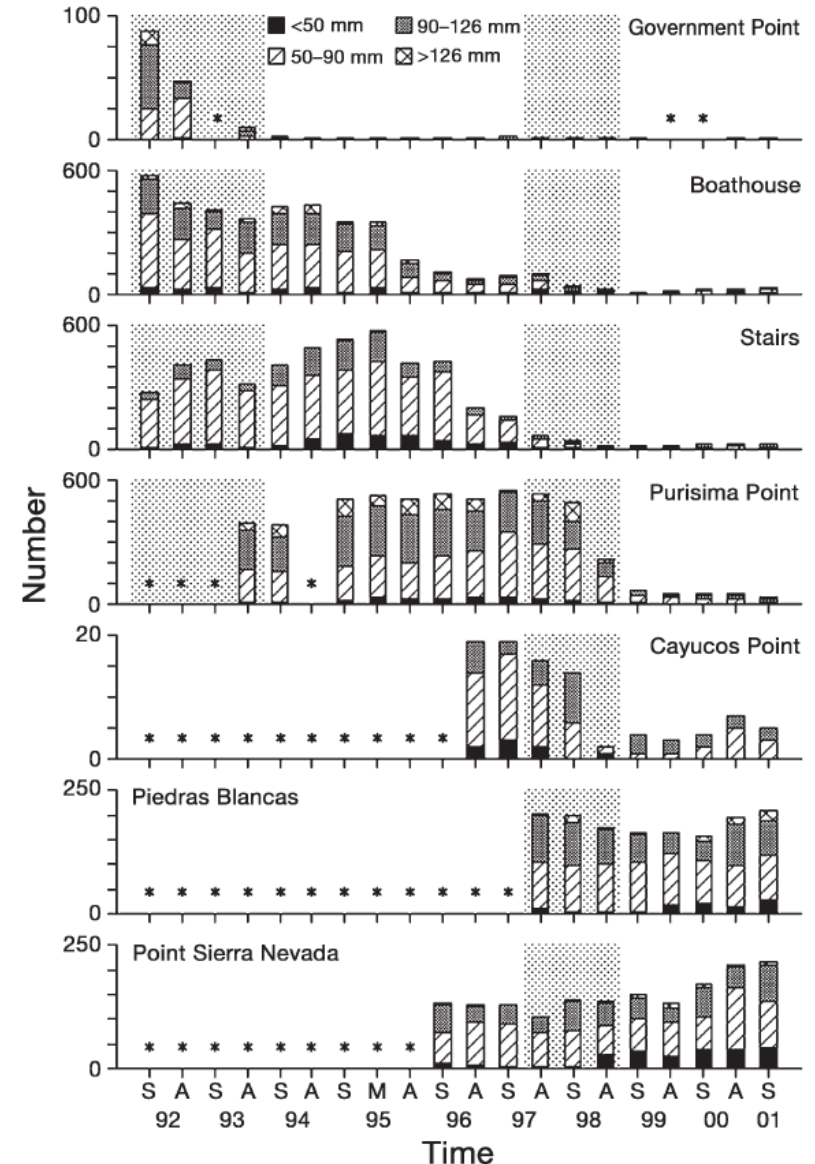 100
<50 mm
90–126 mm
Government Point
50–90 mm
>126 mm
* * *
0
600
Boathouse
0
600
Stairs
0
600
Purisima Point
* * * *
0
Number
20
Cayucos Point
* * * * * * * * * *
0
250
Piedras Blancas
* * * * * * * * * * * *
0
250
Point Sierra Nevada
* * * * * * * * *
0
S A S A S A S M A S A S A S A S A S A S
92 93 94 95 96 97 98 99 00 01
Time